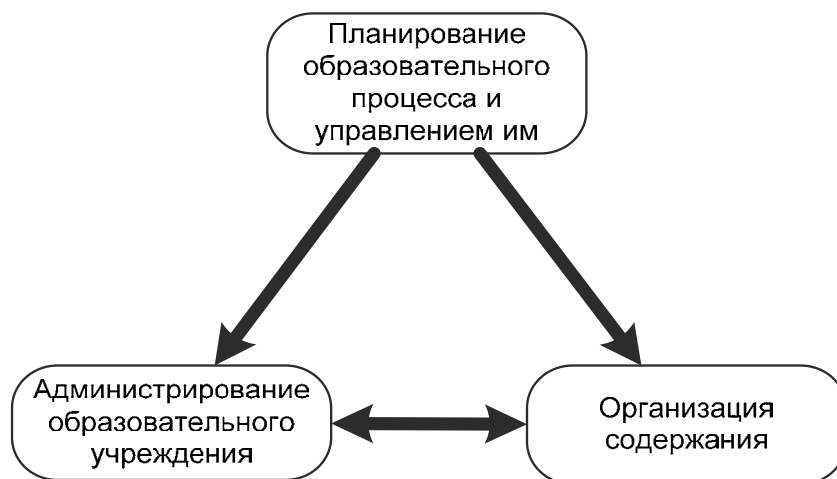 Планирование
образовательного
процесса и
управлением им
Администрирование
образовательного
учреждения
Организация
содержания